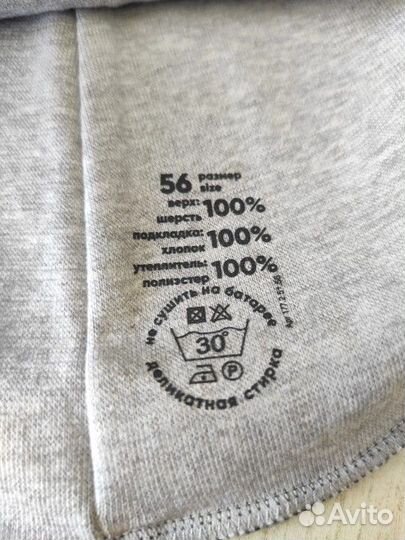 56 размер
size
верх: 100%
шерсть
подкладка: 100%
хлопок
утеплитель: 100%
полиэстер
не сушить на батарее
30°
P
деликатная стирка
Avito